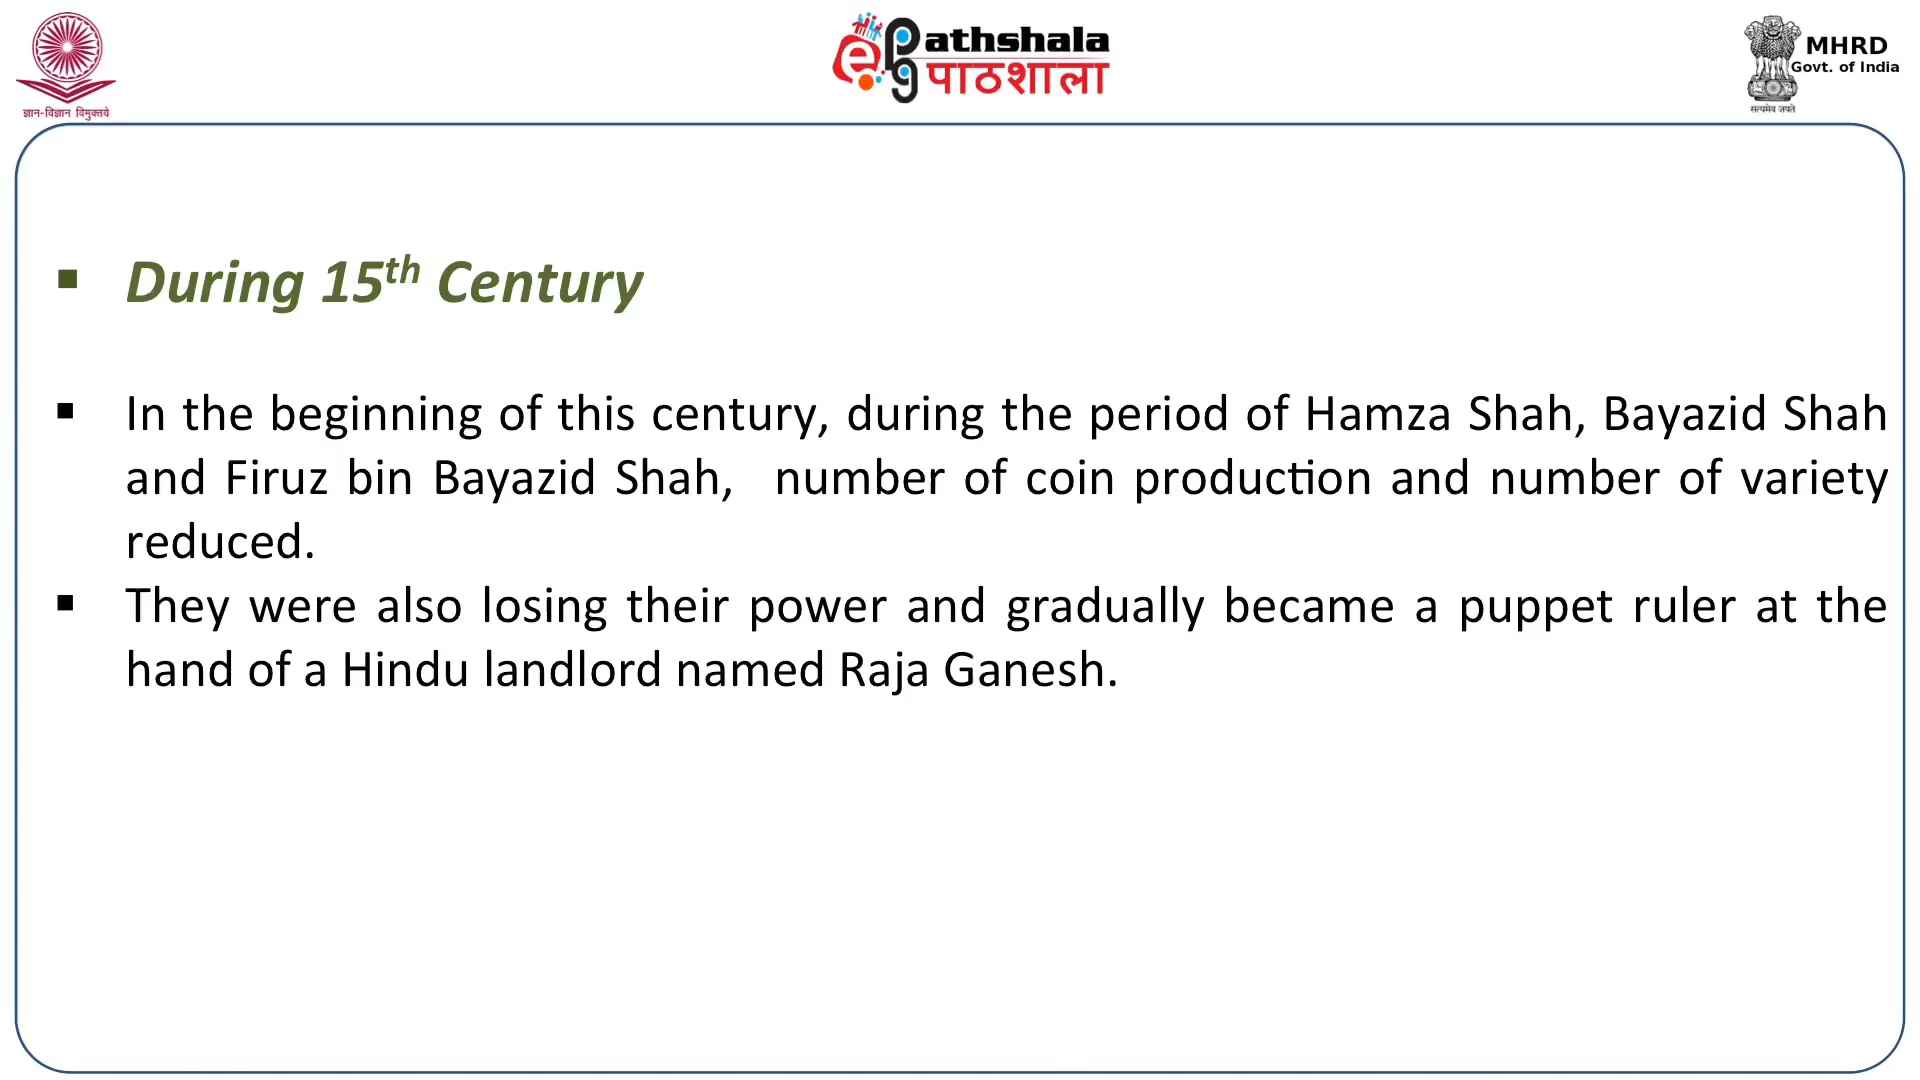 ज्ञान-विज्ञान विमुक्तये
e Pg athshala
पाठशाला
MHRD
Govt. of India
सत्यमेव जयते
▪ During 15th Century
▪ In the beginning of this century, during the period of Hamza Shah, Bayazid Shah
and Firuz bin Bayazid Shah, number of coin production and number of variety
reduced.
▪ They were also losing their power and gradually became a puppet ruler at the
hand of a Hindu landlord named Raja Ganesh.